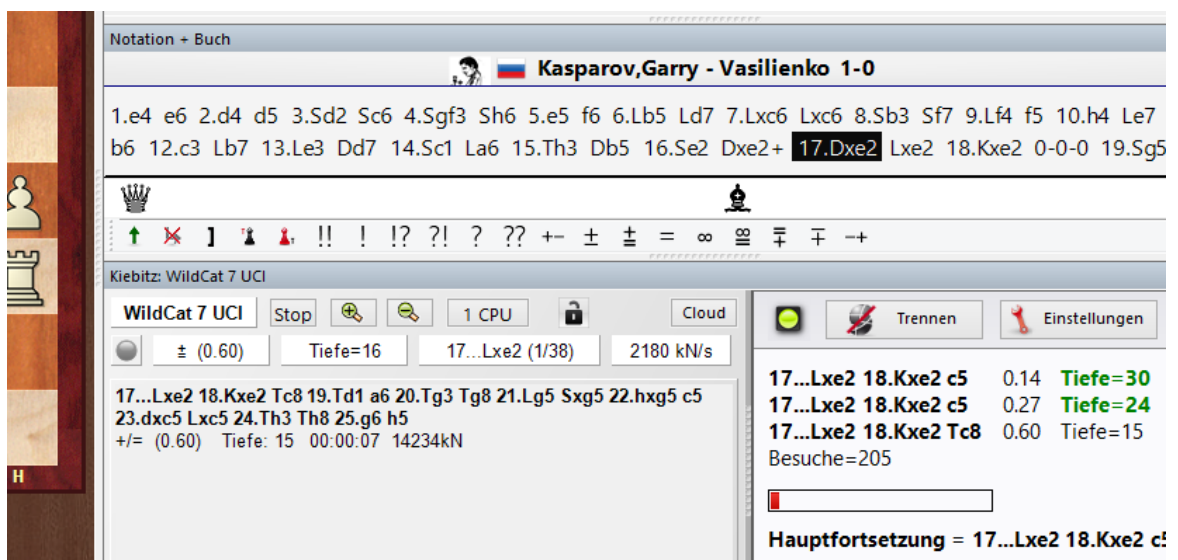 Notation + Buch
Kasparov,Garry - Vasilienko 1-0
1.e4 e6 2.d4 d5 3.Sd2 Sc6 4.Sgf3 Sh6 5.e5 f6 6.Lb5 Ld7 7.Lxc6 Lxc6 8.Sb3 Sf7 9.Lf4 f5 10.h4 Le7
b6 12.c3 Lb7 13.Le3 Dd7 14.Sc1 La6 15.Th3 Db5 16.Se2 Dxe2+ 17.Dxe2 Lxe2 18.Kxe2 0-0-0 19.Sg5
] !! ! !? ?! ? ?? +− ± ⩲ = ∞ ⯹ ⩱ ∓ −+
Kiebitz: WildCat 7 UCI
WildCat 7 UCI Stop 1 CPU Cloud
± (0.60) Tiefe=16 17...Lxe2 (1/38) 2180 kN/s
17...Lxe2 18.Kxe2 Tc8 19.Td1 a6 20.Tg3 Tg8 21.Lg5 Sxg5 22.hxg5 c5
23.dxc5 Lxc5 24.Th3 Th8 25.g6 h5
+/= (0.60) Tiefe: 15 00:00:07 14234kN
Trennen Einstellungen
17...Lxe2 18.Kxe2 c5 0.14 Tiefe=30
17...Lxe2 18.Kxe2 c5 0.27 Tiefe=24
17...Lxe2 18.Kxe2 Tc8 0.60 Tiefe=15
Besuche=205
Hauptfortsetzung = 17...Lxe2 18.Kxe2 c5
H